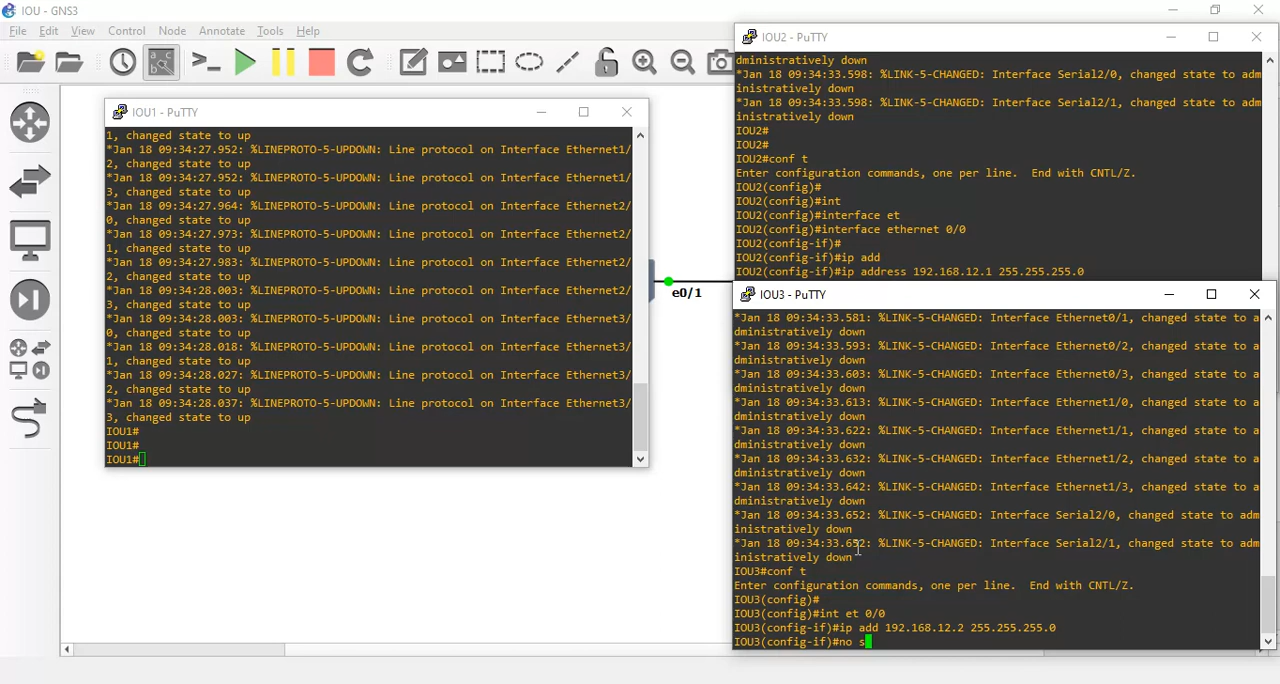 IOU - GNS3
File Edit View Control Node Annotate Tools Help
IOU1 - PuTTY
1, changed state to up
*Jan 18 09:34:27.952: %LINEPROTO-5-UPDOWN: Line protocol on Interface Ethernet1/
2, changed state to up
*Jan 18 09:34:27.952: %LINEPROTO-5-UPDOWN: Line protocol on Interface Ethernet1/
3, changed state to up
*Jan 18 09:34:27.964: %LINEPROTO-5-UPDOWN: Line protocol on Interface Ethernet2/
0, changed state to up
*Jan 18 09:34:27.973: %LINEPROTO-5-UPDOWN: Line protocol on Interface Ethernet2/
1, changed state to up
*Jan 18 09:34:27.983: %LINEPROTO-5-UPDOWN: Line protocol on Interface Ethernet2/
2, changed state to up
*Jan 18 09:34:28.003: %LINEPROTO-5-UPDOWN: Line protocol on Interface Ethernet2/
3, changed state to up
*Jan 18 09:34:28.003: %LINEPROTO-5-UPDOWN: Line protocol on Interface Ethernet3/
0, changed state to up
*Jan 18 09:34:28.018: %LINEPROTO-5-UPDOWN: Line protocol on Interface Ethernet3/
1, changed state to up
*Jan 18 09:34:28.027: %LINEPROTO-5-UPDOWN: Line protocol on Interface Ethernet3/
2, changed state to up
*Jan 18 09:34:28.037: %LINEPROTO-5-UPDOWN: Line protocol on Interface Ethernet3/
3, changed state to up
IOU1#
IOU1#
IOU1#
e0/1
IOU2 - PuTTY
dministratively down
*Jan 18 09:34:33.598: %LINK-5-CHANGED: Interface Serial2/0, changed state to adm
inistratively down
*Jan 18 09:34:33.598: %LINK-5-CHANGED: Interface Serial2/1, changed state to adm
inistratively down
IOU2#
IOU2#
IOU2#conf t
Enter configuration commands, one per line.  End with CNTL/Z.
IOU2(config)#
IOU2(config)#int
IOU2(config)#interface et
IOU2(config)#interface ethernet 0/0
IOU2(config-if)#
IOU2(config-if)#ip add
IOU2(config-if)#ip address 192.168.12.1 255.255.255.0
IOU3 - PuTTY
*Jan 18 09:34:33.581: %LINK-5-CHANGED: Interface Ethernet0/1, changed state to a
dministratively down
*Jan 18 09:34:33.593: %LINK-5-CHANGED: Interface Ethernet0/2, changed state to a
dministratively down
*Jan 18 09:34:33.603: %LINK-5-CHANGED: Interface Ethernet0/3, changed state to a
dministratively down
*Jan 18 09:34:33.613: %LINK-5-CHANGED: Interface Ethernet1/0, changed state to a
dministratively down
*Jan 18 09:34:33.622: %LINK-5-CHANGED: Interface Ethernet1/1, changed state to a
dministratively down
*Jan 18 09:34:33.632: %LINK-5-CHANGED: Interface Ethernet1/2, changed state to a
dministratively down
*Jan 18 09:34:33.642: %LINK-5-CHANGED: Interface Ethernet1/3, changed state to a
dministratively down
*Jan 18 09:34:33.652: %LINK-5-CHANGED: Interface Serial2/0, changed state to adm
inistratively down
*Jan 18 09:34:33.652: %LINK-5-CHANGED: Interface Serial2/1, changed state to adm
inistratively down
IOU3#conf t
Enter configuration commands, one per line.  End with CNTL/Z.
IOU3(config)#
IOU3(config)#int et 0/0
IOU3(config-if)#ip add 192.168.12.2 255.255.255.0
IOU3(config-if)#no s